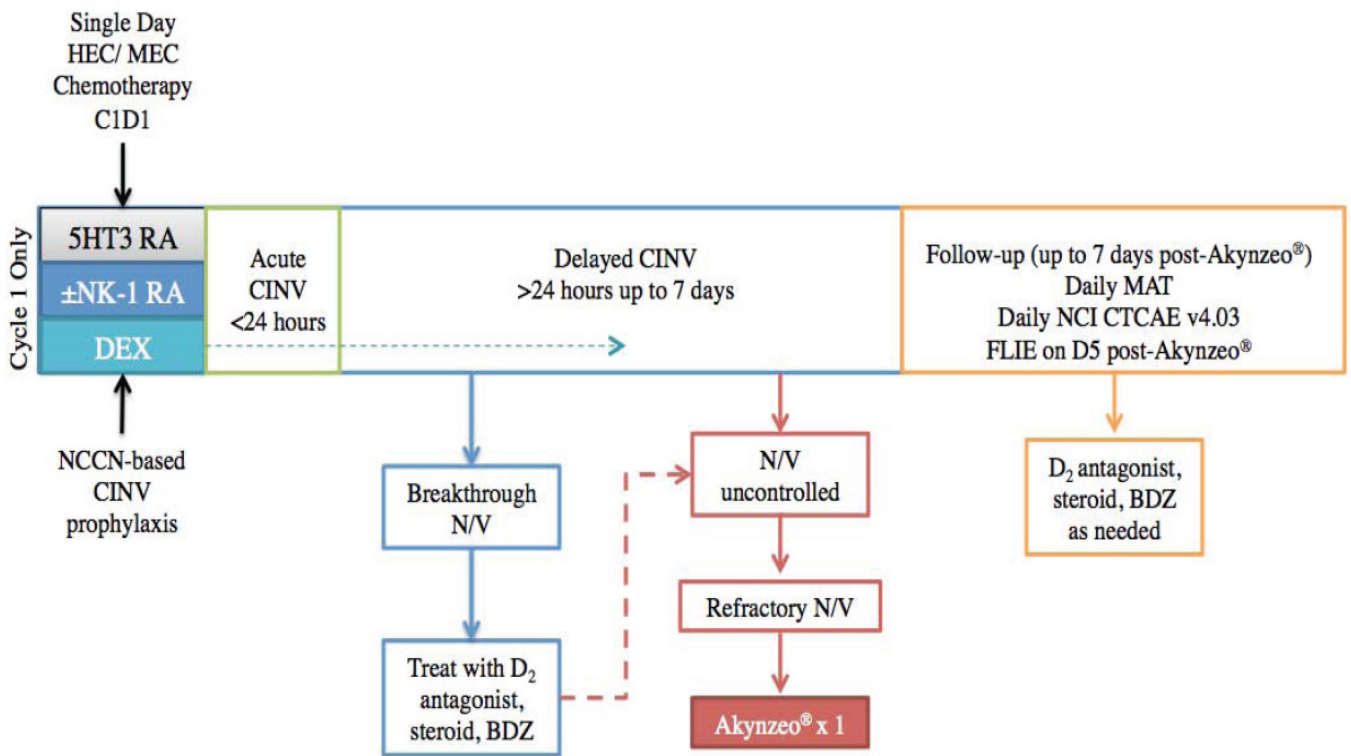 Single Day
HEC/ MEC
Chemotherapy
C1D1
Cycle 1 Only
5HT3 RA
±NK-1 RA
DEX
Acute
CINV
<24 hours
Delayed CINV
>24 hours up to 7 days
Follow-up (up to 7 days post-Akynzeo®)
Daily MAT
Daily NCI CTCAE v4.03
FLIE on D5 post-Akynzeo®
NCCN-based
CINV
prophylaxis
Breakthrough
N/V
Treat with D₂
antagonist,
steroid, BDZ
N/V
uncontrolled
Refractory N/V
Akynzeo® x 1
D₂ antagonist,
steroid, BDZ
as needed